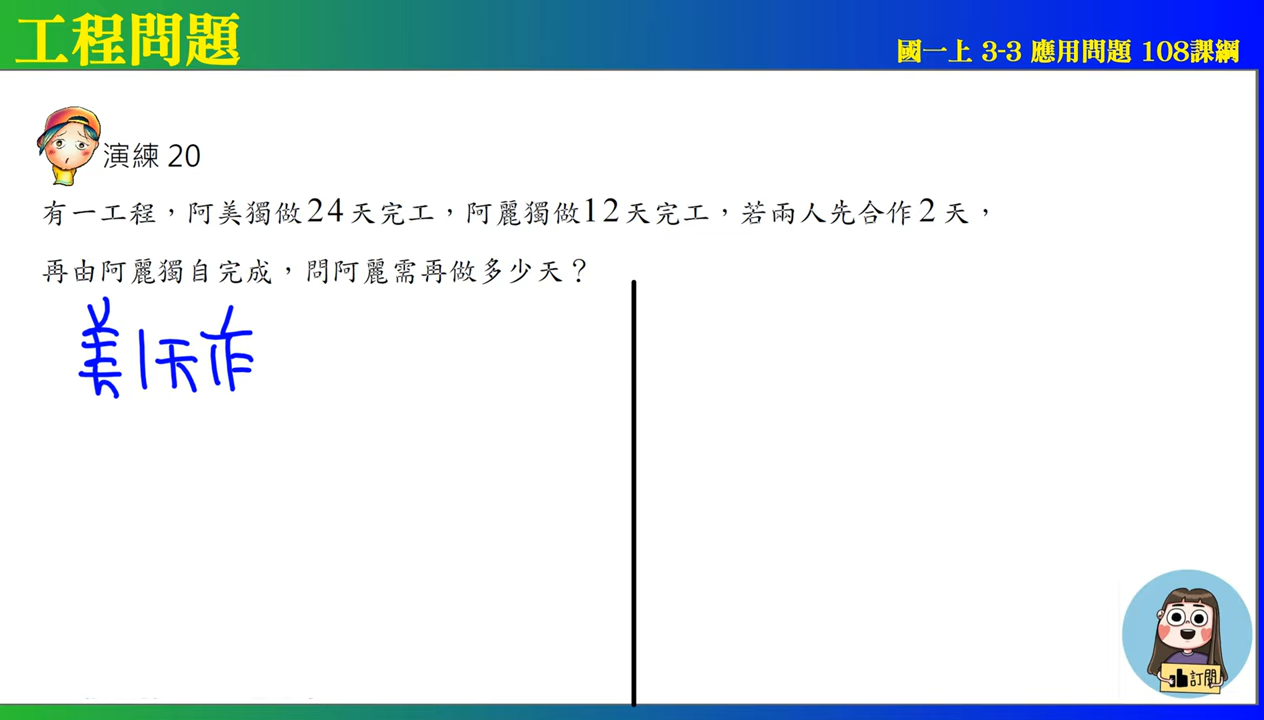 工程問題
國一上 3-3 應用問題 108課綱
演練 20
有一工程，阿美獨做24天完工，阿麗獨做12天完工，若兩人先合作2天，
再由阿麗獨自完成，問阿麗需再做多少天？
美1天作
訂閱